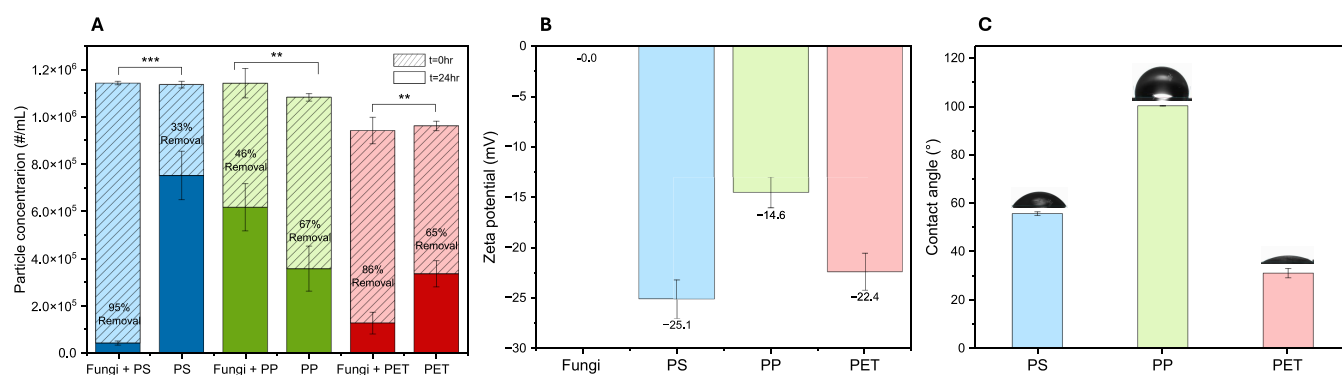 A
Particle concentrarion (#/mL)
1.2×10⁶
1.0×10⁶
8.0×10⁵
6.0×10⁵
4.0×10⁵
2.0×10⁵
0.0
***
**
**
t=0hr
t=24hr
95%
Removal
33%
Removal
46%
Removal
67%
Removal
86%
Removal
65%
Removal
Fungi + PS
PS
Fungi + PP
PP
Fungi + PET
PET
B
Zeta potential (mV)
0
−5
−10
−15
−20
−25
−30
−0.0
−25.1
−14.6
−22.4
Fungi
PS
PP
PET
C
Contact angle (°)
120
100
80
60
40
20
0
PS
PP
PET